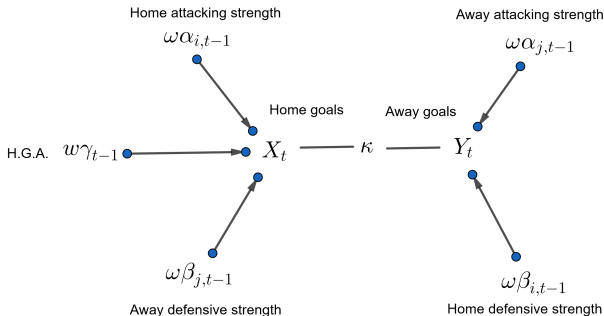 Home attacking strength
Away attacking strength
ωα_{i,t−1}
ωα_{j,t−1}
Home goals
Away goals
H.G.A. wγ_{t−1} X_t κ Y_t
ωβ_{j,t−1}
ωβ_{i,t−1}
Away defensive strength
Home defensive strength